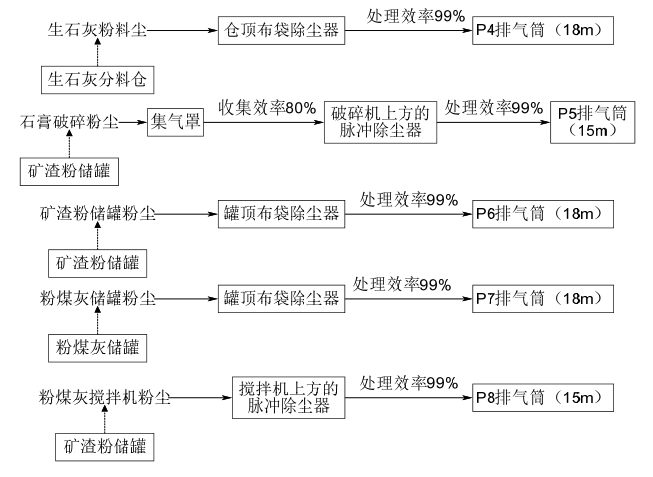 生石灰粉料尘
仓顶布袋除尘器
处理效率99%
P4排气筒（18m）
生石灰分料仓
石膏破碎粉尘
集气罩
收集效率80%
破碎机上方的
脉冲除尘器
处理效率99%
P5排气筒
（15m）
矿渣粉储罐
矿渣粉储罐粉尘
罐顶布袋除尘器
处理效率99%
P6排气筒（18m）
矿渣粉储罐
粉煤灰储罐粉尘
罐顶布袋除尘器
处理效率99%
P7排气筒（18m）
粉煤灰储罐
粉煤灰搅拌机粉尘
搅拌机上方的
脉冲除尘器
处理效率99%
P8排气筒（15m）
矿渣粉储罐